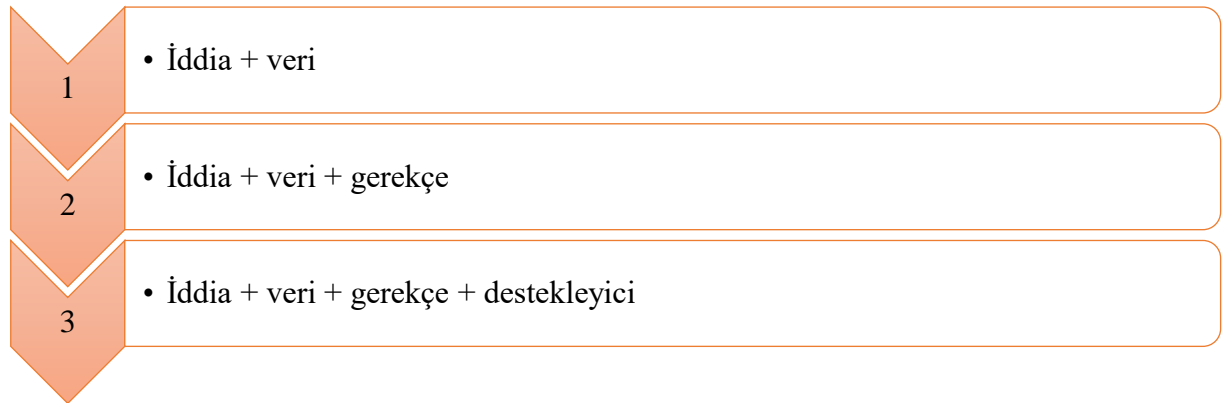 1
• İddia + veri
2
• İddia + veri + gerekçe
3
• İddia + veri + gerekçe + destekleyici